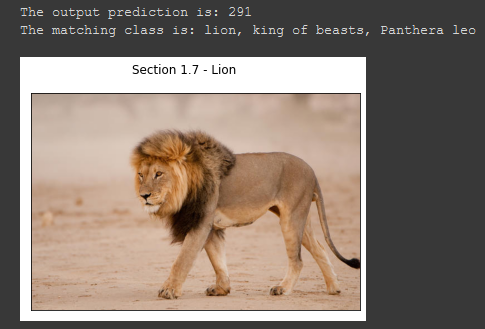 The output prediction is: 291
The matching class is: lion, king of beasts, Panthera leo
Section 1.7 - Lion